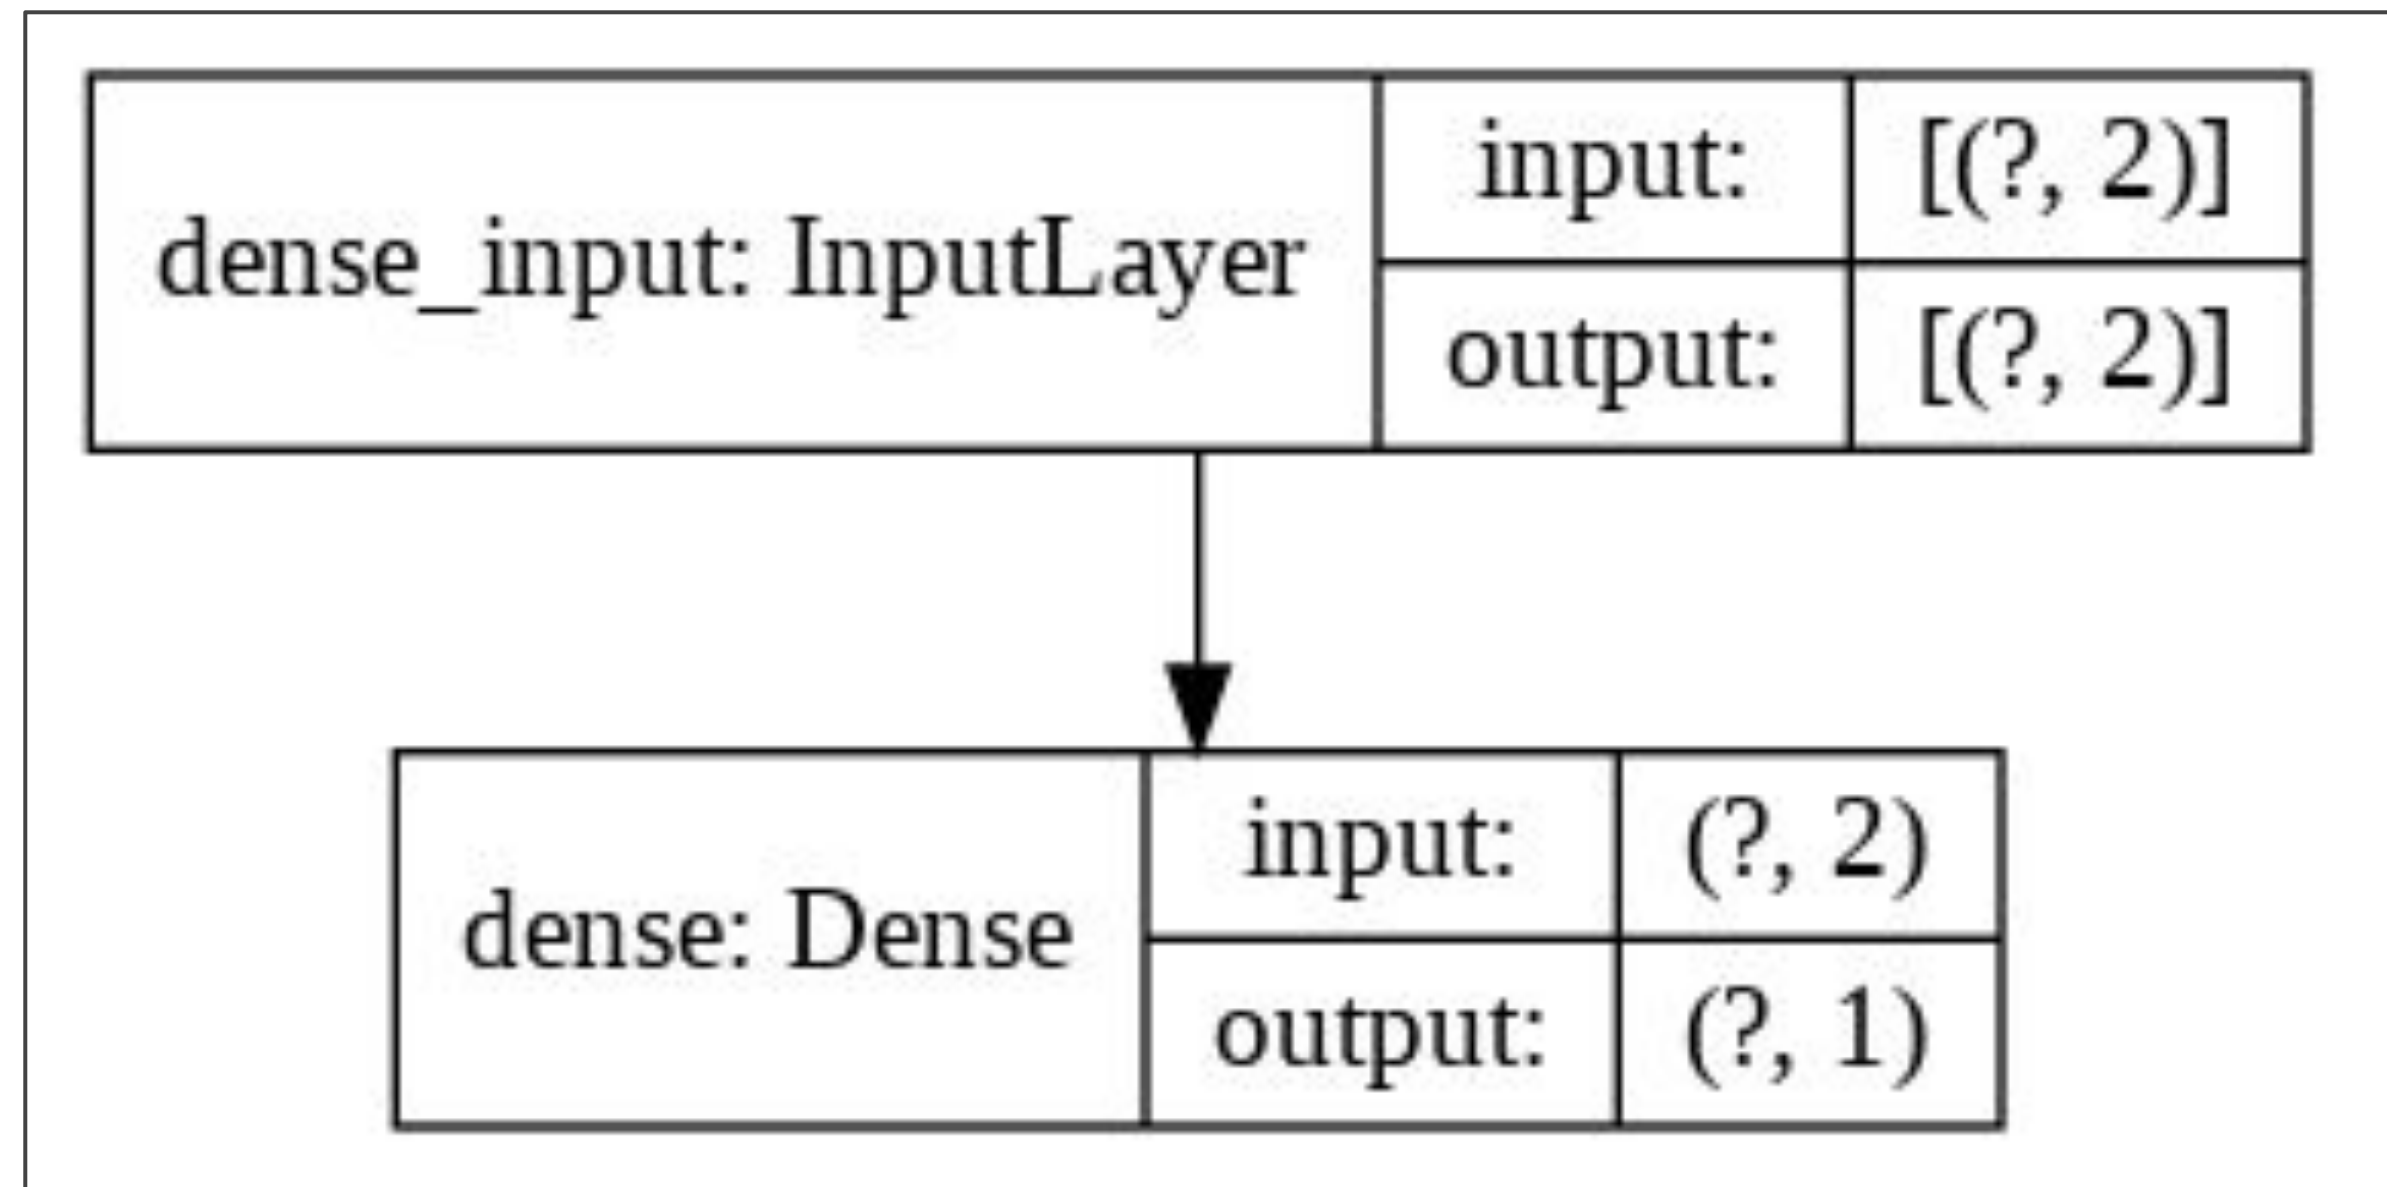 dense_input: InputLayer
input: [(?, 2)]
output: [(?, 2)]
dense: Dense
input: (?, 2)
output: (?, 1)